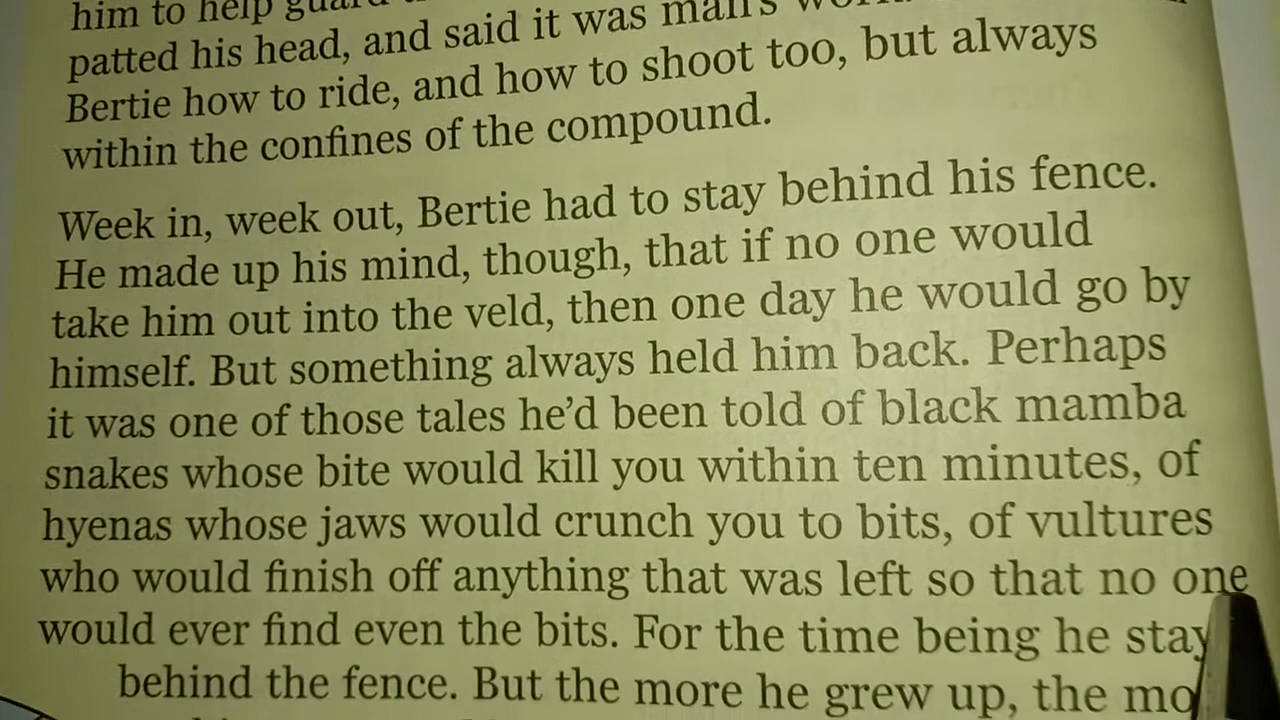 him to help guard
patted his head, and said it was man's
Bertie how to ride, and how to shoot too, but always
within the confines of the compound.
Week in, week out, Bertie had to stay behind his fence.
He made up his mind, though, that if no one would
take him out into the veld, then one day he would go by
himself. But something always held him back. Perhaps
it was one of those tales he’d been told of black mamba
snakes whose bite would kill you within ten minutes, of
hyenas whose jaws would crunch you to bits, of vultures
who would finish off anything that was left so that no one
would ever find even the bits. For the time being he stay
behind the fence. But the more he grew up, the mo